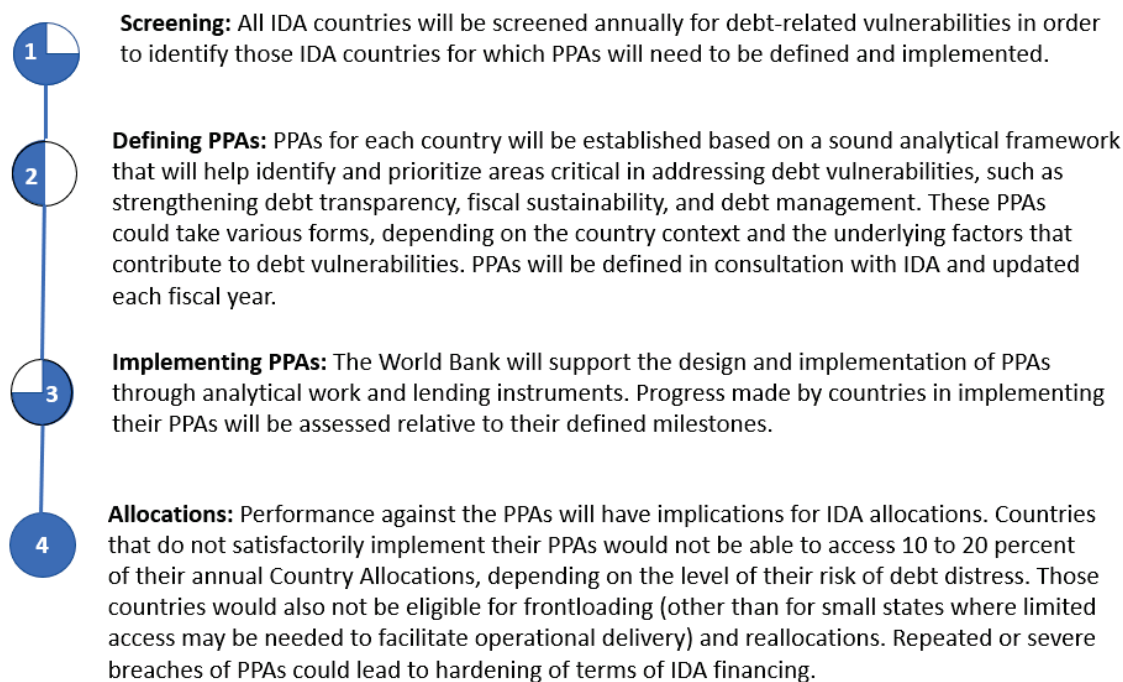 1
Screening: All IDA countries will be screened annually for debt-related vulnerabilities in order
to identify those IDA countries for which PPAs will need to be defined and implemented.
2
Defining PPAs: PPAs for each country will be established based on a sound analytical framework
that will help identify and prioritize areas critical in addressing debt vulnerabilities, such as
strengthening debt transparency, fiscal sustainability, and debt management. These PPAs
could take various forms, depending on the country context and the underlying factors that
contribute to debt vulnerabilities. PPAs will be defined in consultation with IDA and updated
each fiscal year.
3
Implementing PPAs: The World Bank will support the design and implementation of PPAs
through analytical work and lending instruments. Progress made by countries in implementing
their PPAs will be assessed relative to their defined milestones.
4
Allocations: Performance against the PPAs will have implications for IDA allocations. Countries
that do not satisfactorily implement their PPAs would not be able to access 10 to 20 percent
of their annual Country Allocations, depending on the level of their risk of debt distress. Those
countries would also not be eligible for frontloading (other than for small states where limited
access may be needed to facilitate operational delivery) and reallocations. Repeated or severe
breaches of PPAs could lead to hardening of terms of IDA financing.